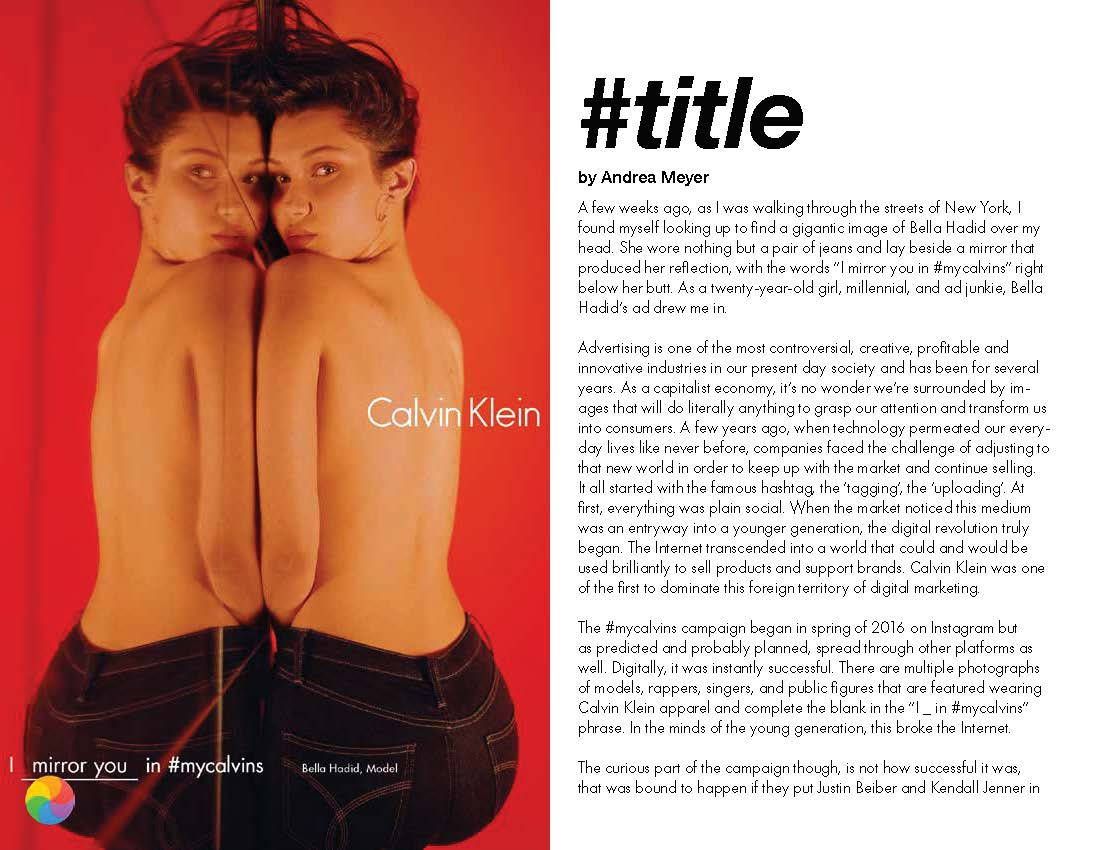 Calvin Klein
I mirror you in #mycalvins
Bella Hadid, Model
#title
by Andrea Meyer
A few weeks ago, as I was walking through the streets of New York, I
found myself looking up to find a gigantic image of Bella Hadid over my
head. She wore nothing but a pair of jeans and lay beside a mirror that
produced her reflection, with the words “I mirror you in #mycalvins” right
below her butt. As a twenty-year-old girl, millennial, and ad junkie, Bella
Hadid’s ad drew me in.
Advertising is one of the most controversial, creative, profitable and
innovative industries in our present day society and has been for several
years. As a capitalist economy, it’s no wonder we’re surrounded by im-
ages that will do literally anything to grasp our attention and transform us
into consumers. A few years ago, when technology permeated our every-
day lives like never before, companies faced the challenge of adjusting to
that new world in order to keep up with the market and continue selling.
It all started with the famous hashtag, the ‘tagging’, the ‘uploading’. At
first, everything was plain social. When the market noticed this medium
was an entryway into a younger generation, the digital revolution truly
began. The Internet transcended into a world that could and would be
used brilliantly to sell products and support brands. Calvin Klein was one
of the first to dominate this foreign territory of digital marketing.
The #mycalvins campaign began in spring of 2016 on Instagram but
as predicted and probably planned, spread through other platforms as
well. Digitally, it was instantly successful. There are multiple photographs
of models, rappers, singers, and public figures that are featured wearing
Calvin Klein apparel and complete the blank in the “I _ in #mycalvins”
phrase. In the minds of the young generation, this broke the Internet.
The curious part of the campaign though, is not how successful it was,
that was bound to happen if they put Justin Beiber and Kendall Jenner in